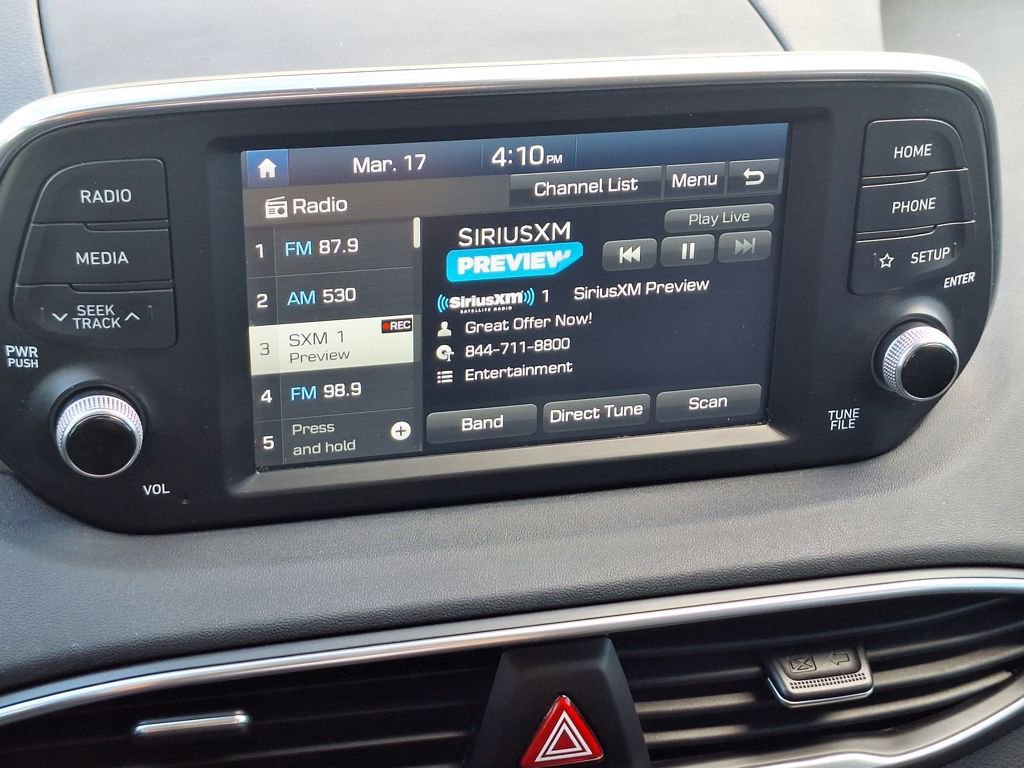 Mar. 17 4:10 PM
Radio Channel List Menu
1 FM 87.9
2 AM 530
3 SXM 1 REC
Preview
4 FM 98.9
5 Press
and hold
Play Live
SIRIUSXM
PREVIEW
SiriusXM 1 SiriusXM Preview
SATELLITE RADIO
Great Offer Now!
844-711-8800
Entertainment
Band Direct Tune Scan
RADIO
MEDIA
SEEK
TRACK
PWR
PUSH
VOL
HOME
PHONE
SETUP
ENTER
TUNE
FILE